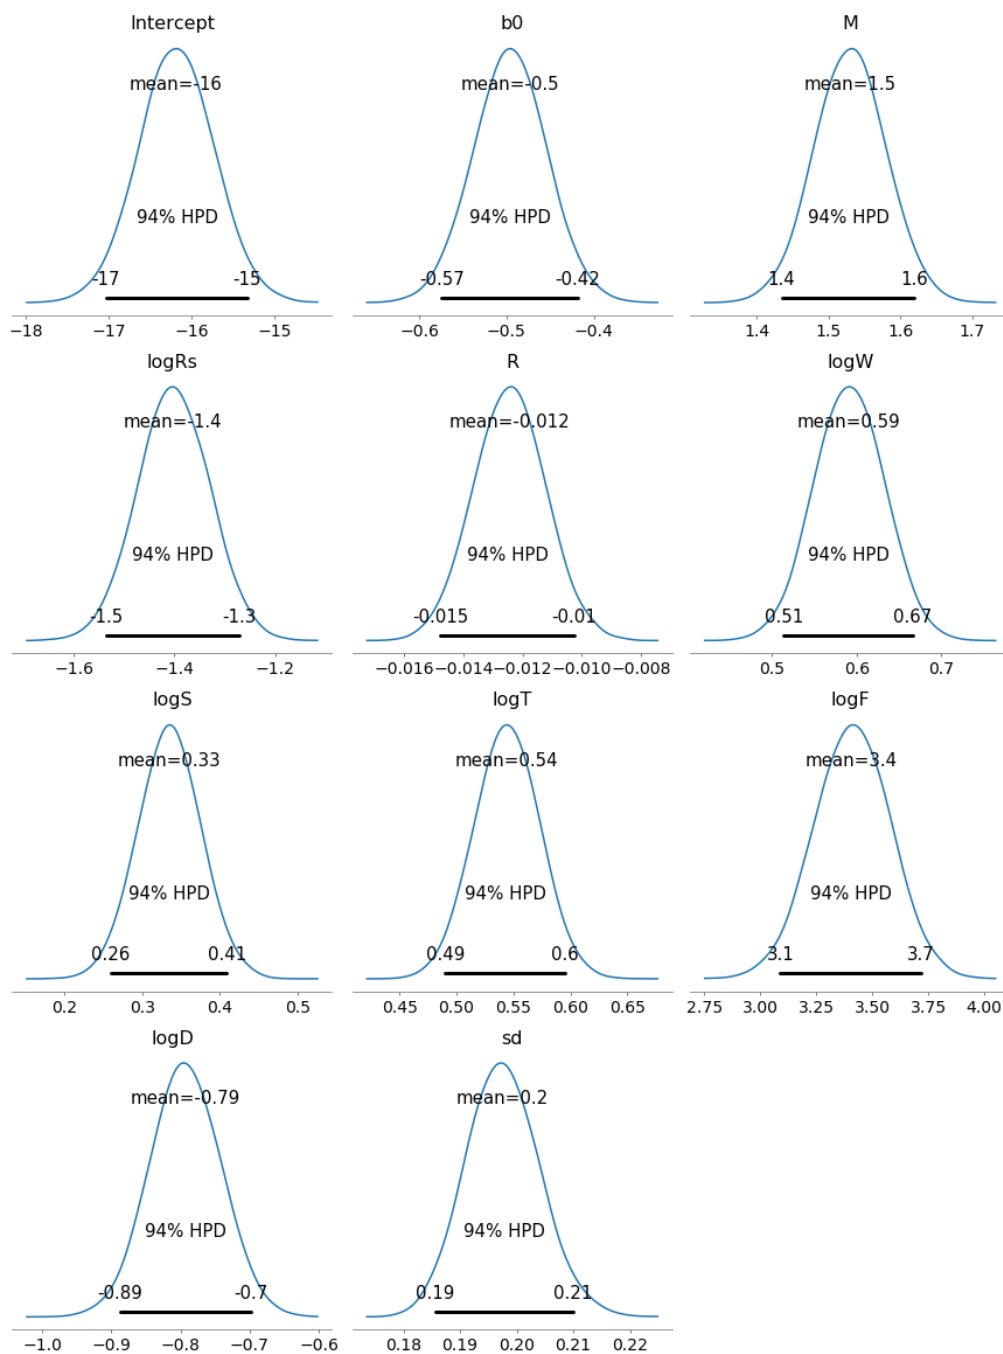 Intercept b0 M
mean=-16 mean=-0.5 mean=1.5
94% HPD 94% HPD 94% HPD
-17 -15 -0.57 -0.42 1.4 1.6
−18 −17 −16 −15 −0.6 −0.5 −0.4 1.4 1.5 1.6 1.7
logRs R logW
mean=-1.4 mean=-0.012 mean=0.59
94% HPD 94% HPD 94% HPD
-1.5 -1.3 -0.015 -0.01 0.51 0.67
−1.6 −1.4 −1.2 −0.016 −0.014 −0.012 −0.010 −0.008 0.5 0.6 0.7
logS logT logF
mean=0.33 mean=0.54 mean=3.4
94% HPD 94% HPD 94% HPD
0.26 0.41 0.49 0.6 3.1 3.7
0.2 0.3 0.4 0.5 0.45 0.50 0.55 0.60 0.65 2.75 3.00 3.25 3.50 3.75 4.00
logD sd
mean=-0.79 mean=0.2
94% HPD 94% HPD
-0.89 -0.7 0.19 0.21
−1.0 −0.9 −0.8 −0.7 −0.6 0.18 0.19 0.20 0.21 0.22